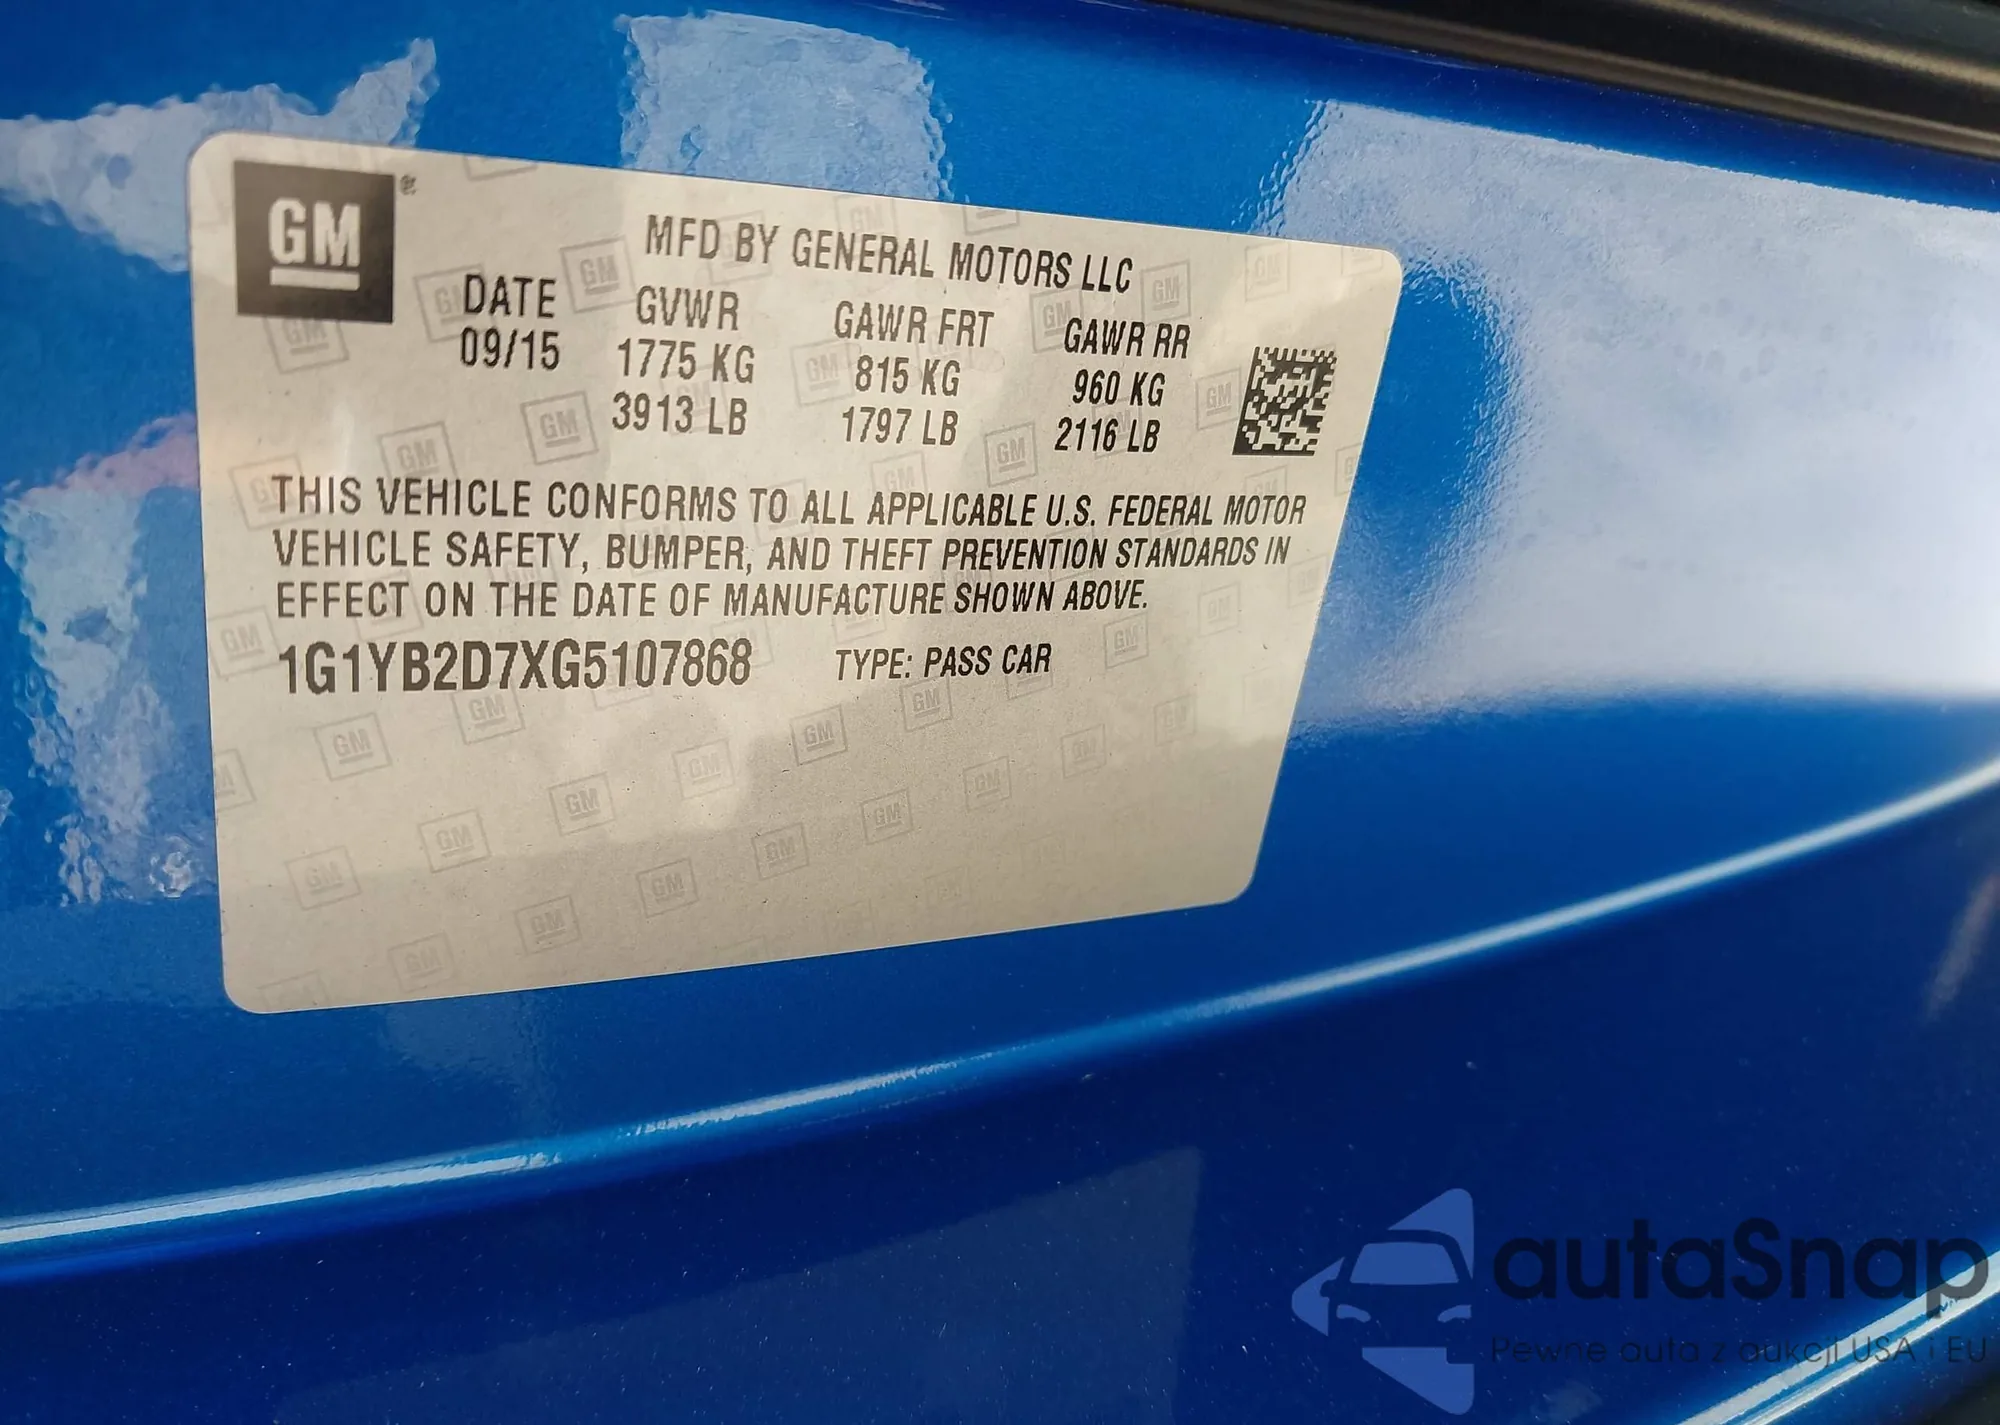 GM ®
MFD BY GENERAL MOTORS LLC
DATE GVWR GAWR FRT GAWR RR
09/15 1775 KG 815 KG 960 KG
3913 LB 1797 LB 2116 LB
THIS VEHICLE CONFORMS TO ALL APPLICABLE U.S. FEDERAL MOTOR
VEHICLE SAFETY, BUMPER, AND THEFT PREVENTION STANDARDS IN
EFFECT ON THE DATE OF MANUFACTURE SHOWN ABOVE.
1G1YB2D7XG5107868 TYPE: PASS CAR
autaSnap
Pewne auta z aukcji USA i EU